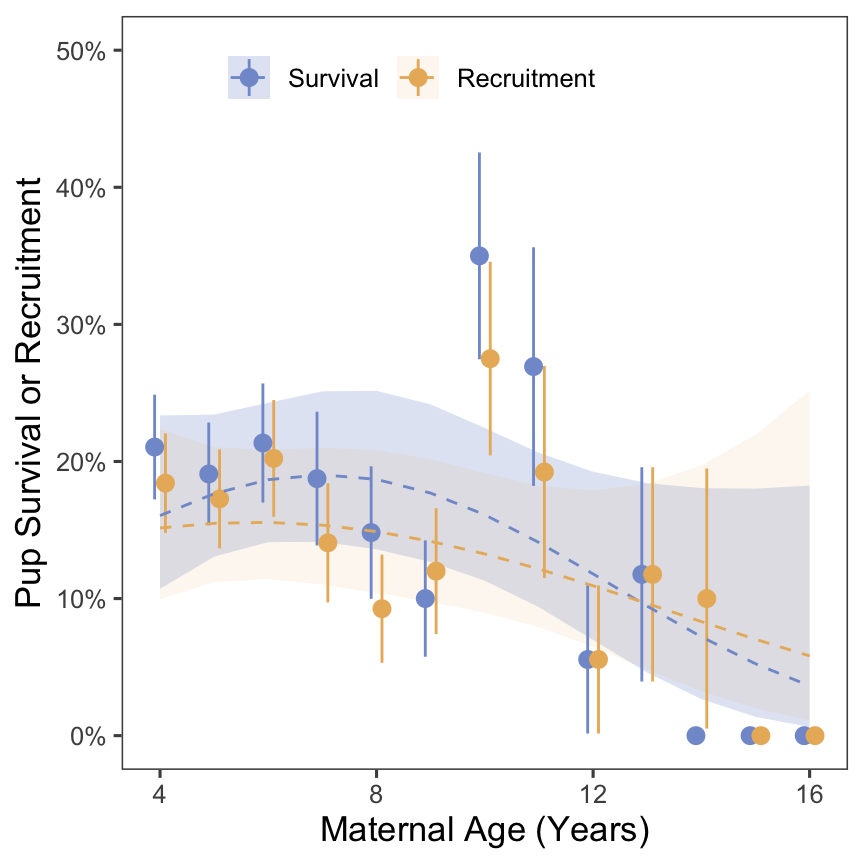 50%
Survival Recruitment
40%
30%
20%
10%
0%
Pup Survival or Recruitment
4 8 12 16
Maternal Age (Years)